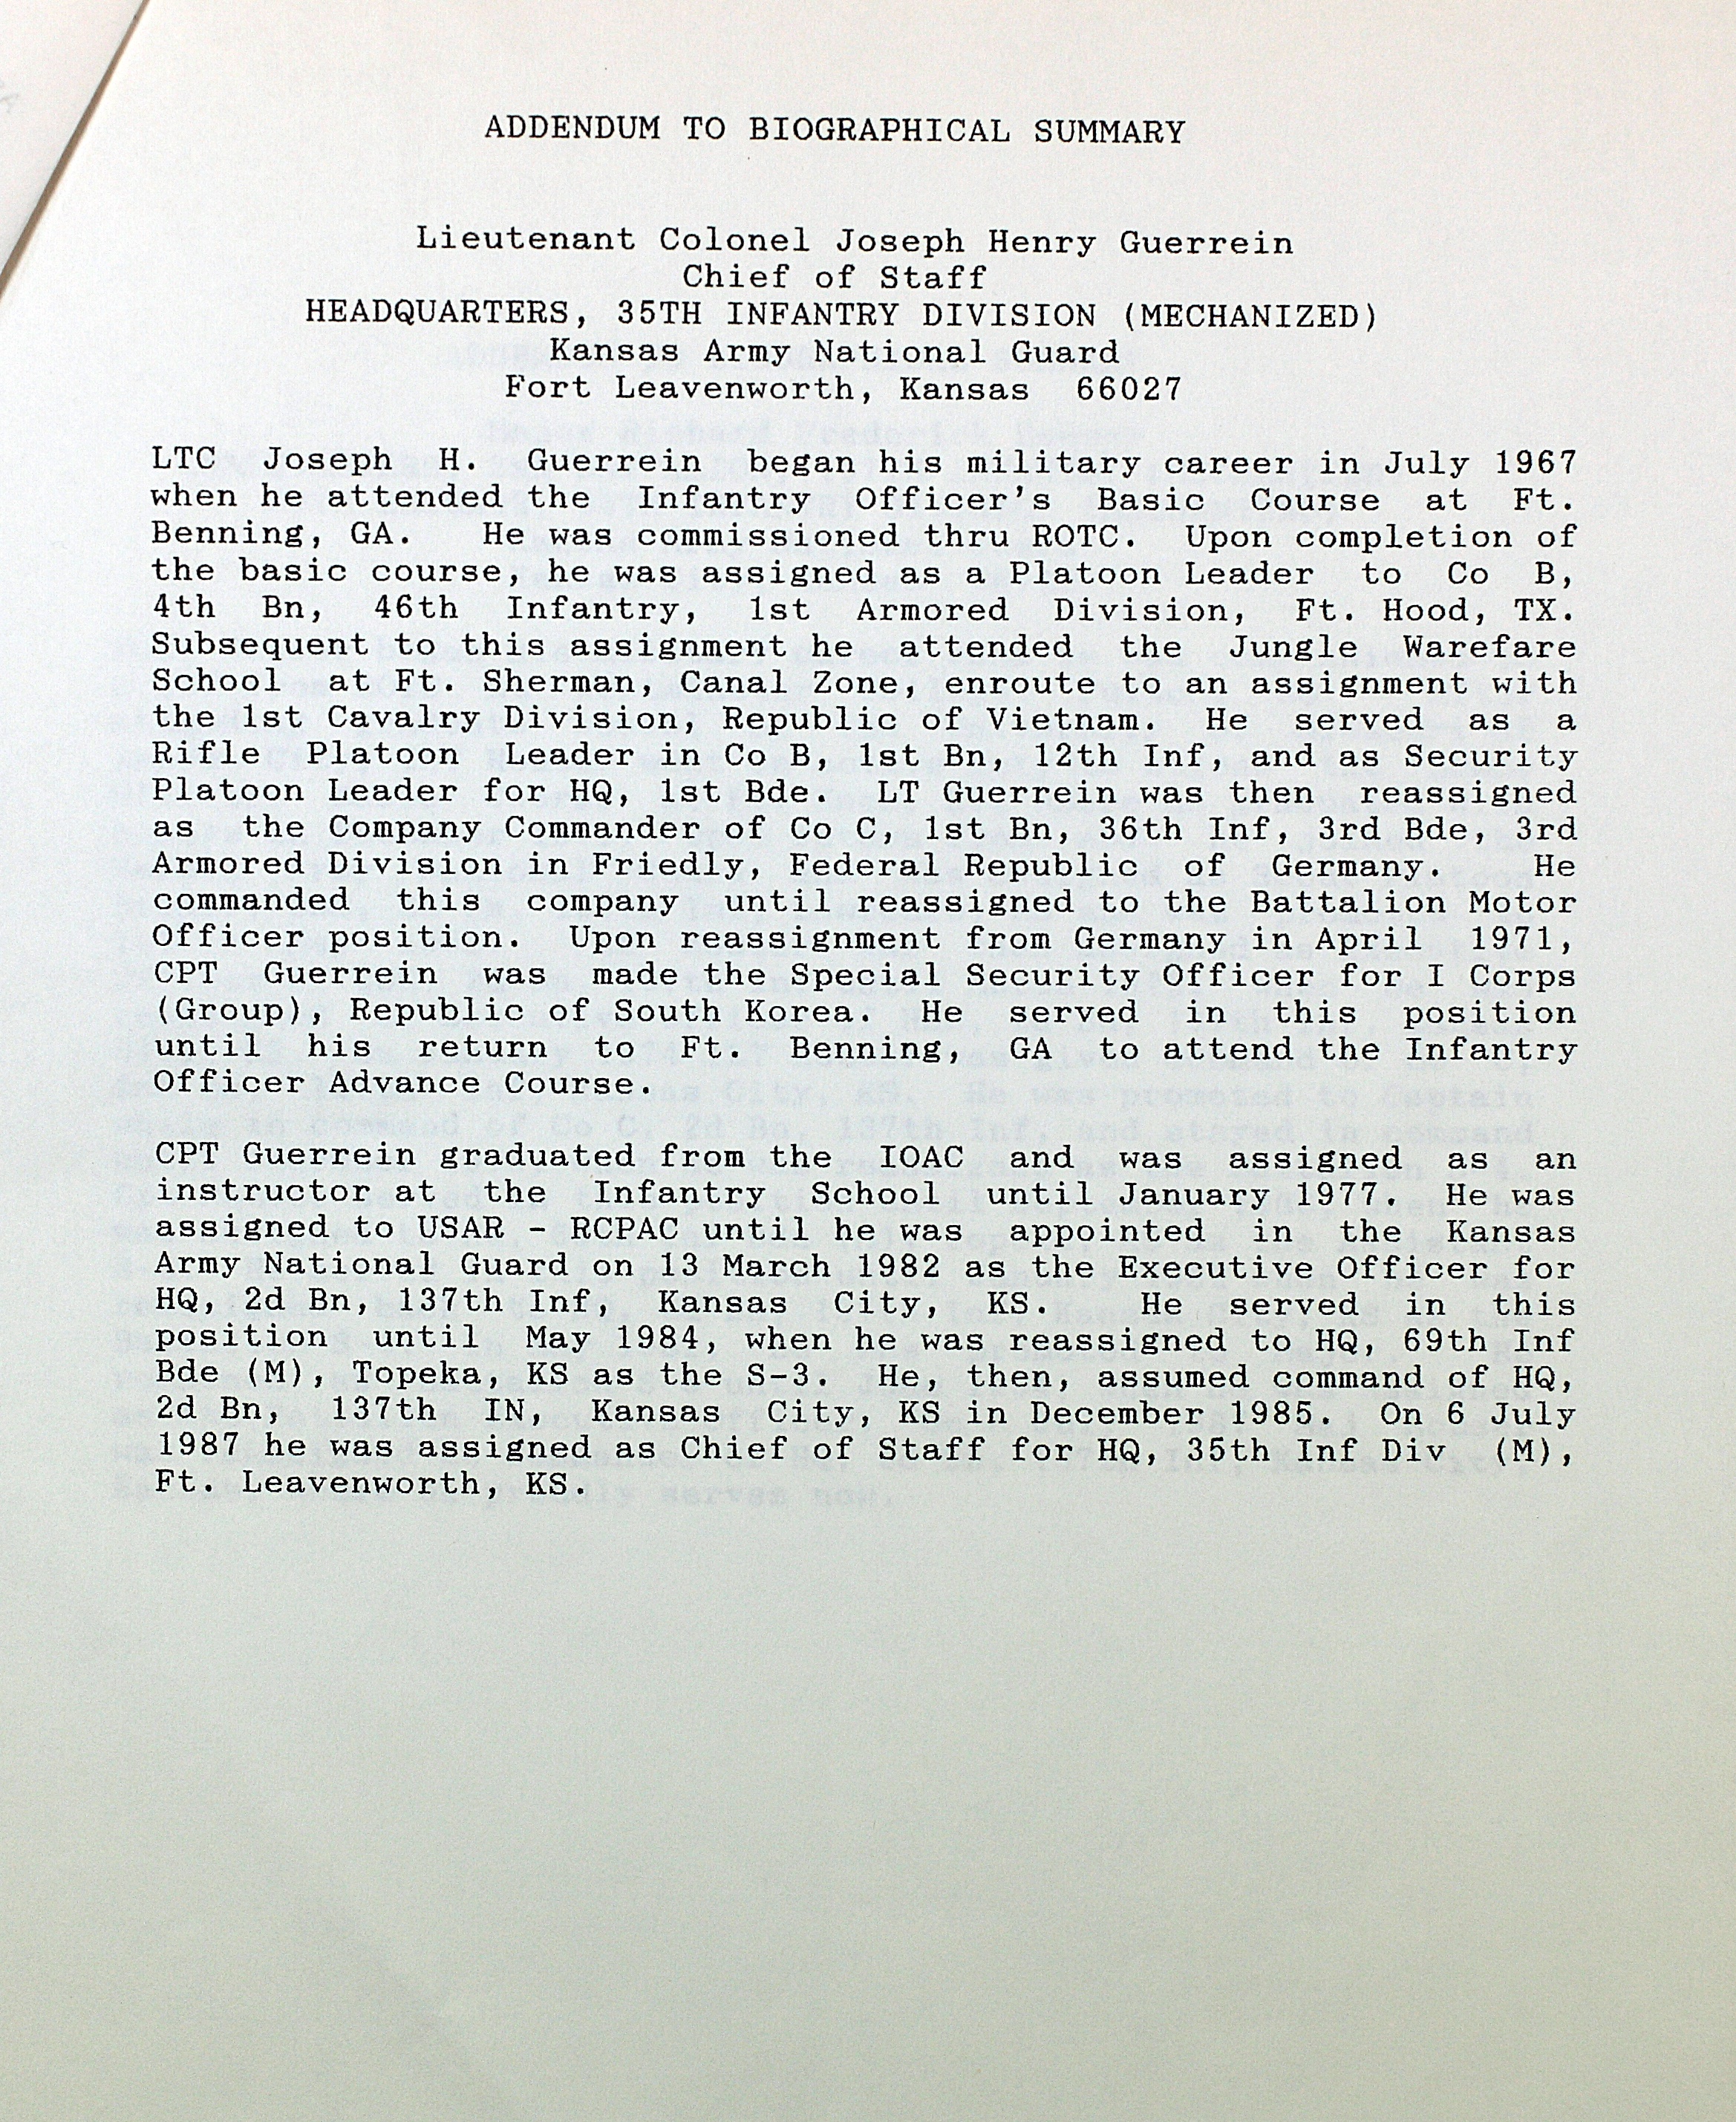 ADDENDUM TO BIOGRAPHICAL SUMMARY
Lieutenant Colonel Joseph Henry Guerrein
Chief of Staff
HEADQUARTERS, 35TH INFANTRY DIVISION (MECHANIZED)
Kansas Army National Guard
Fort Leavenworth, Kansas 66027
LTC Joseph H. Guerrein began his military career in July 1967
when he attended the Infantry Officer's Basic Course at Ft.
Benning, GA. He was commissioned thru ROTC. Upon completion of
the basic course, he was assigned as a Platoon Leader to Co B,
4th Bn, 46th Infantry, 1st Armored Division, Ft. Hood, TX.
Subsequent to this assignment he attended the Jungle Warefare
School at Ft. Sherman, Canal Zone, enroute to an assignment with
the 1st Cavalry Division, Republic of Vietnam. He served as a
Rifle Platoon Leader in Co B, 1st Bn, 12th Inf, and as Security
Platoon Leader for HQ, 1st Bde. LT Guerrein was then reassigned
as the Company Commander of Co C, 1st Bn, 36th Inf, 3rd Bde, 3rd
Armored Division in Friedly, Federal Republic of Germany. He
commanded this company until reassigned to the Battalion Motor
Officer position. Upon reassignment from Germany in April 1971,
CPT Guerrein was made the Special Security Officer for I Corps
(Group), Republic of South Korea. He served in this position
until his return to Ft. Benning, GA to attend the Infantry
Officer Advance Course.
CPT Guerrein graduated from the IOAC and was assigned as an
instructor at the Infantry School until January 1977. He was
assigned to USAR - RCPAC until he was appointed in the Kansas
Army National Guard on 13 March 1982 as the Executive Officer for
HQ, 2d Bn, 137th Inf, Kansas City, KS. He served in this
position until May 1984, when he was reassigned to HQ, 69th Inf
Bde (M), Topeka, KS as the S-3. He, then, assumed command of HQ,
2d Bn, 137th IN, Kansas City, KS in December 1985. On 6 July
1987 he was assigned as Chief of Staff for HQ, 35th Inf Div (M),
Ft. Leavenworth, KS.